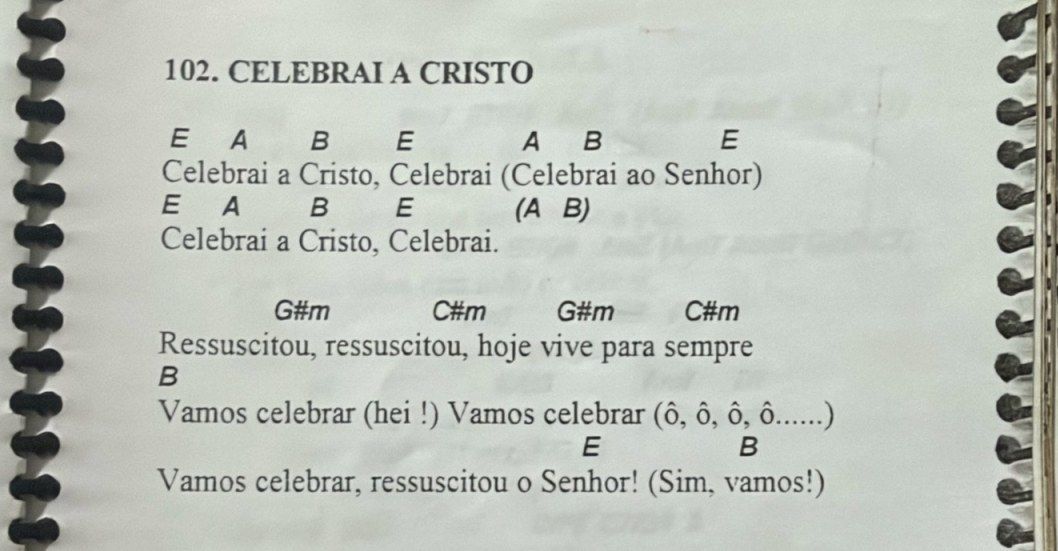 102. CELEBRAI A CRISTO
E A B E A B E
Celebrai a Cristo, Celebrai (Celebrai ao Senhor)
E A B E (A B)
Celebrai a Cristo, Celebrai.
G#m C#m G#m C#m
Ressuscitou, ressuscitou, hoje vive para sempre
B
Vamos celebrar (hei !) Vamos celebrar (ô, ô, ô, ô......)
E B
Vamos celebrar, ressuscitou o Senhor! (Sim, vamos!)